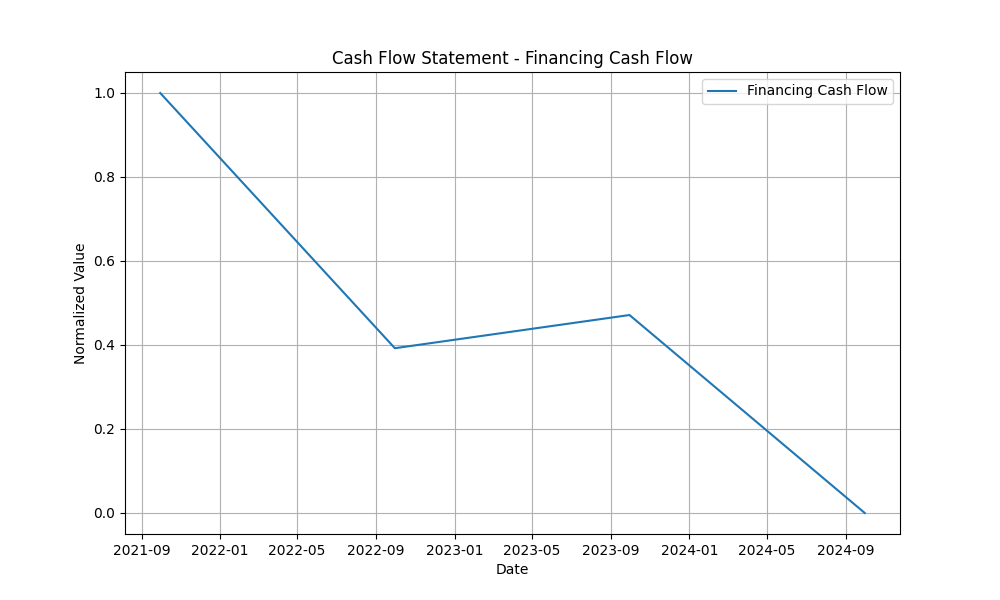 Cash Flow Statement - Financing Cash Flow
Financing Cash Flow
Normalized Value
1.0
0.8
0.6
0.4
0.2
0.0
2021-09 2022-01 2022-05 2022-09 2023-01 2023-05 2023-09 2024-01 2024-05 2024-09
Date